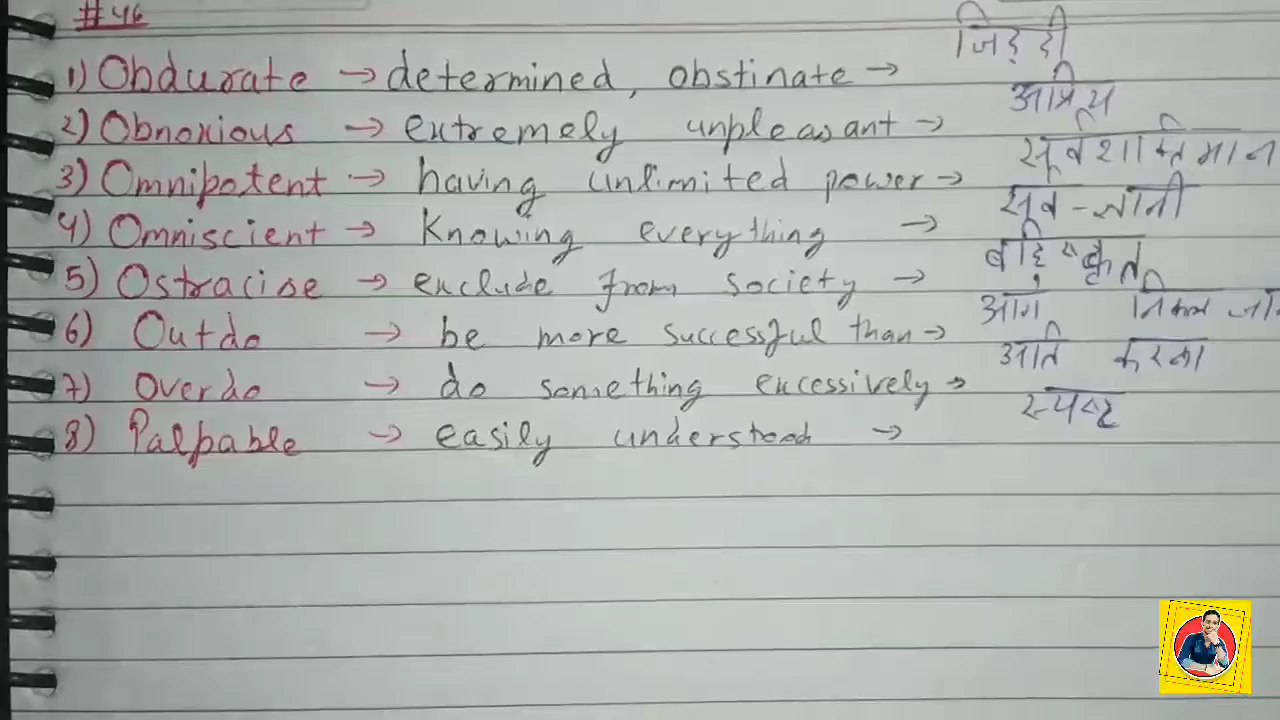 #46
1) Obdurate → determined, obstinate → जिद्दी
2) Obnoxious → extremely unpleasant → अप्रिय
3) Omnipotent → having unlimited power → सर्वशक्तिमान
4) Omniscient → Knowing everything → सर्व-ज्ञानी
5) Ostracise → exclude from society → बहिष्कृत
6) Outdo → be more successful than → आगे निकल
7) Overdo → do something excessively → अति करना
8) Palpable → easily understood → स्पष्ट